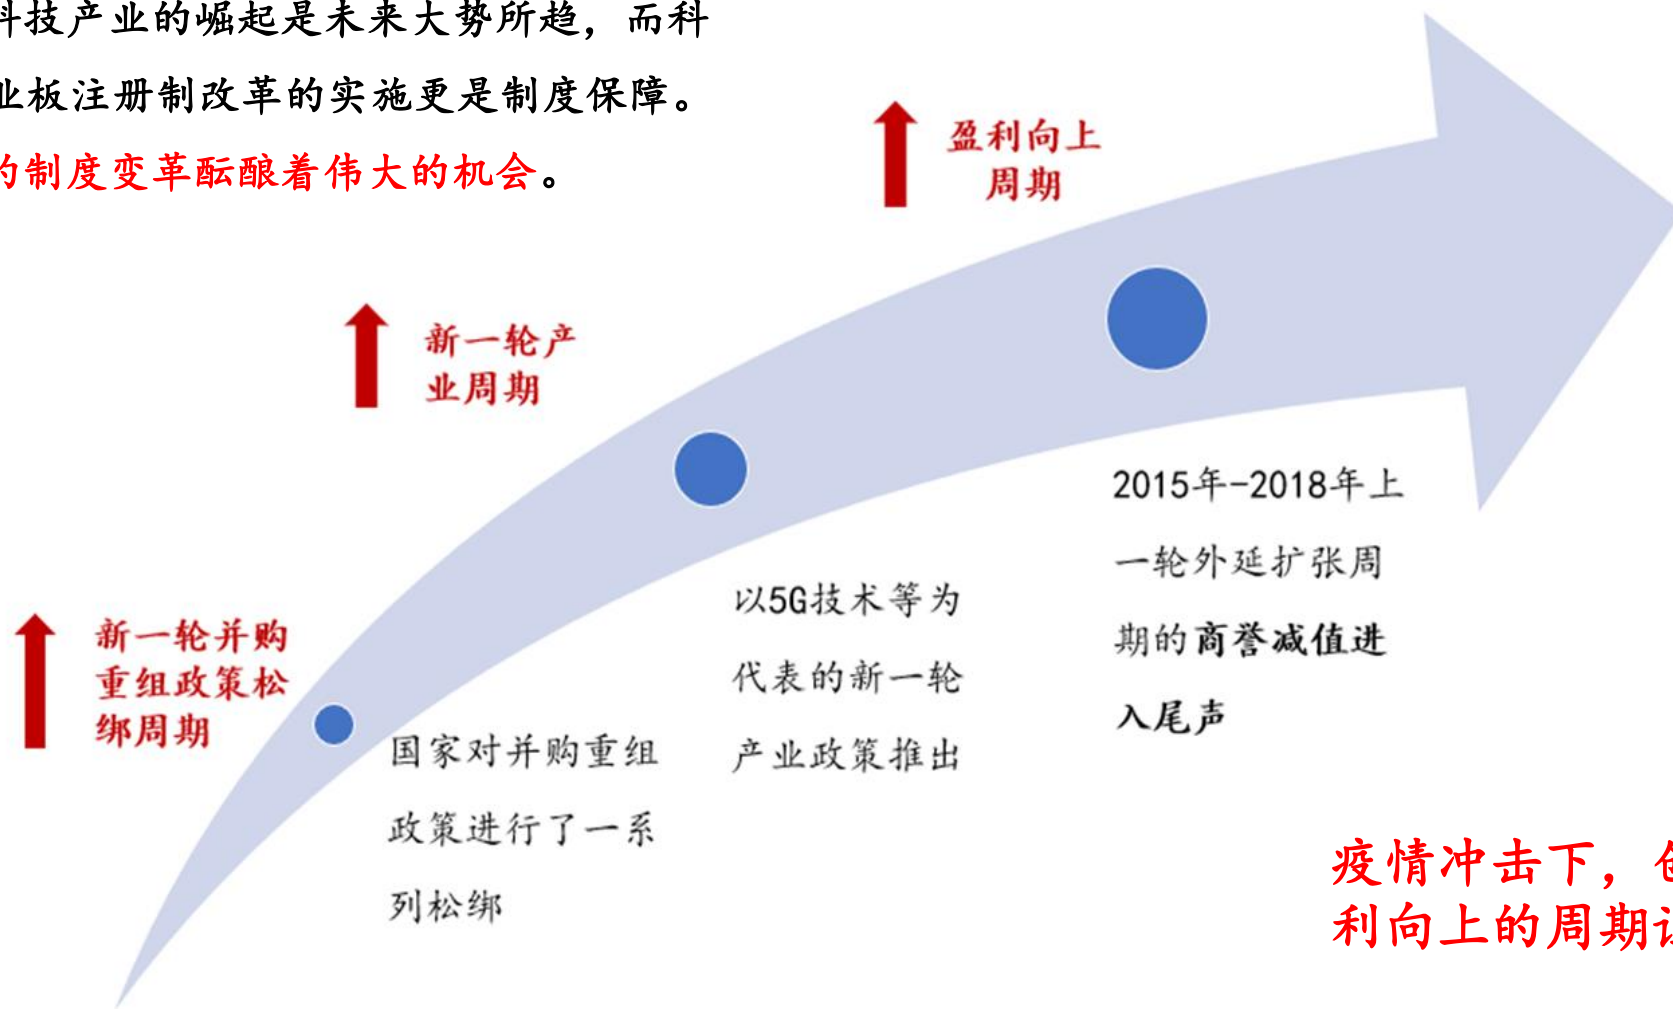 科技产业的崛起是未来大势所趋，而科
业板注册制改革的实施更是制度保障。
的制度变革酝酿着伟大的机会。
盈利向上
周期
新一轮产
业周期
2015年-2018年上
一轮外延扩张周
期的商誉减值进
入尾声
以5G技术等为
代表的新一轮
产业政策推出
新一轮并购
重组政策松
绑周期
国家对并购重组
政策进行了一系
列松绑
疫情冲击下，
利向上的周期